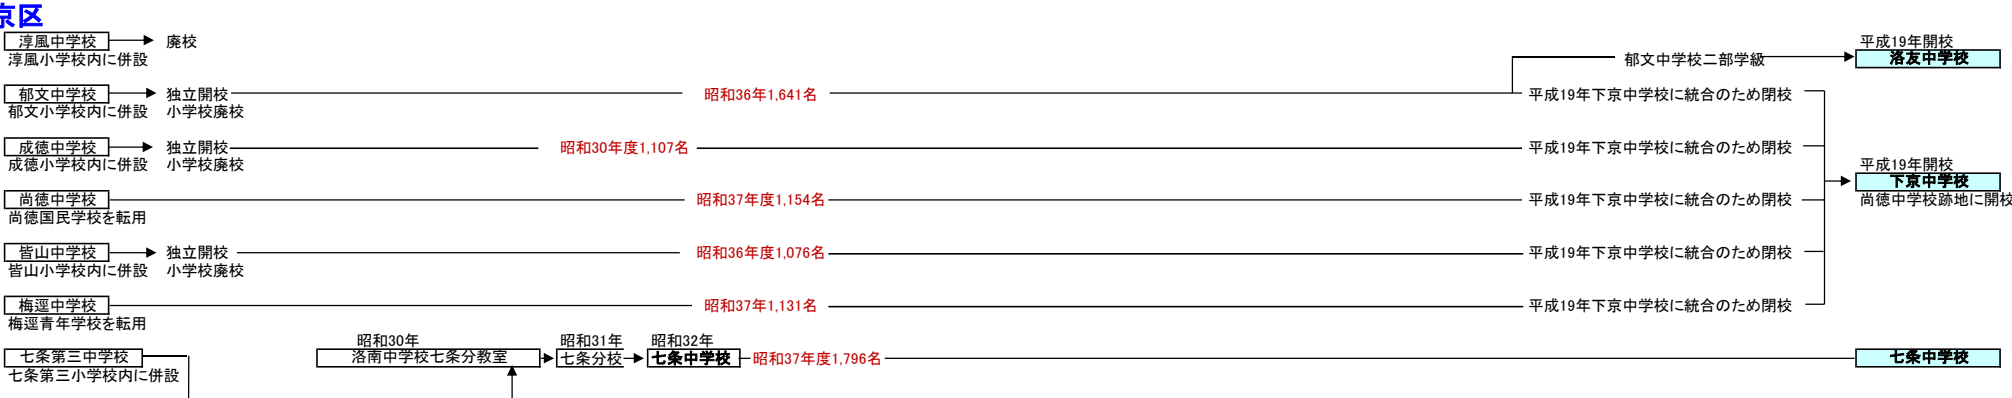 京区
淳風中学校
廃校
淳風小学校内に併設
郁文中学校二部学級
平成19年開校
洛友中学校
郁文中学校
独立開校
昭和36年1,641名
平成19年下京中学校に統合のため閉校
郁文小学校内に併設
小学校廃校
成徳中学校
独立開校
昭和30年度1,107名
平成19年下京中学校に統合のため閉校
成徳小学校内に併設
小学校廃校
平成19年開校
下京中学校
尚徳中学校跡地に開校
尚徳中学校
昭和37年度1,154名
平成19年下京中学校に統合のため閉校
尚徳国民学校を転用
皆山中学校
独立開校
昭和36年度1,076名
平成19年下京中学校に統合のため閉校
皆山小学校内に併設
小学校廃校
梅逕中学校
昭和37年1,131名
平成19年下京中学校に統合のため閉校
梅逕青年学校を転用
昭和30年
昭和31年
昭和32年
七条第三中学校
洛南中学校七条分教室
七条分校
七条中学校
昭和37年度1,796名
七条中学校
七条第三小学校内に併設